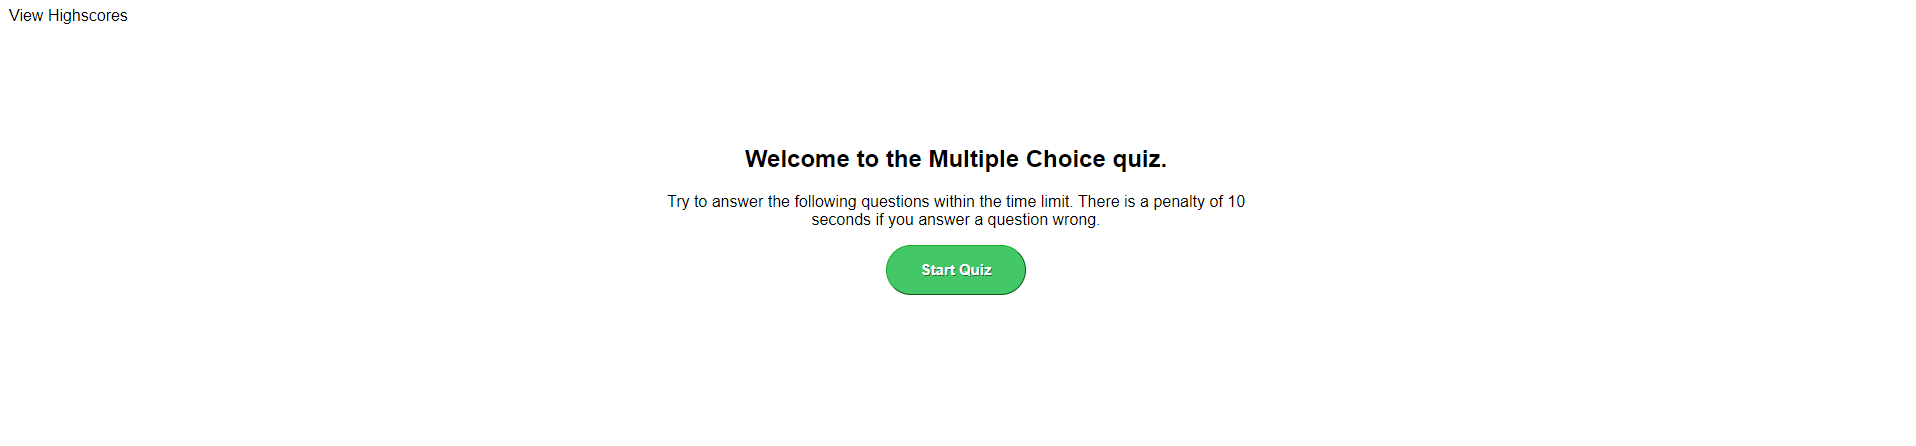 View Highscores
Welcome to the Multiple Choice quiz.
Try to answer the following questions within the time limit. There is a penalty of 10
seconds if you answer a question wrong.
Start Quiz